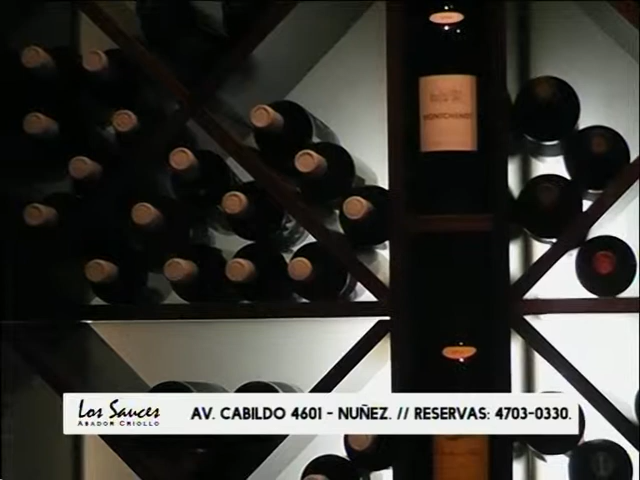 Los Sauces
ASADOR CRIOLLO
AV. CABILDO 4601 - NUÑEZ. // RESERVAS: 4703-0330.